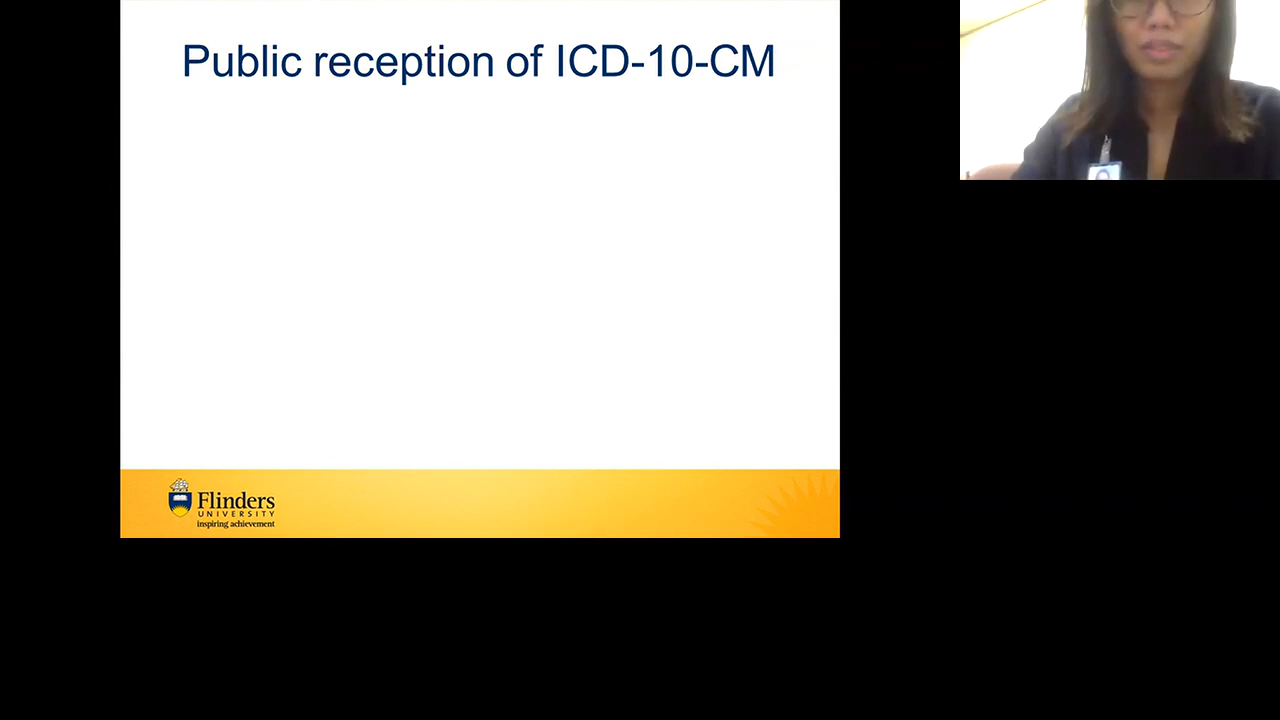 Public reception of ICD-10-CM
Flinders
UNIVERSITY
inspiring achievement